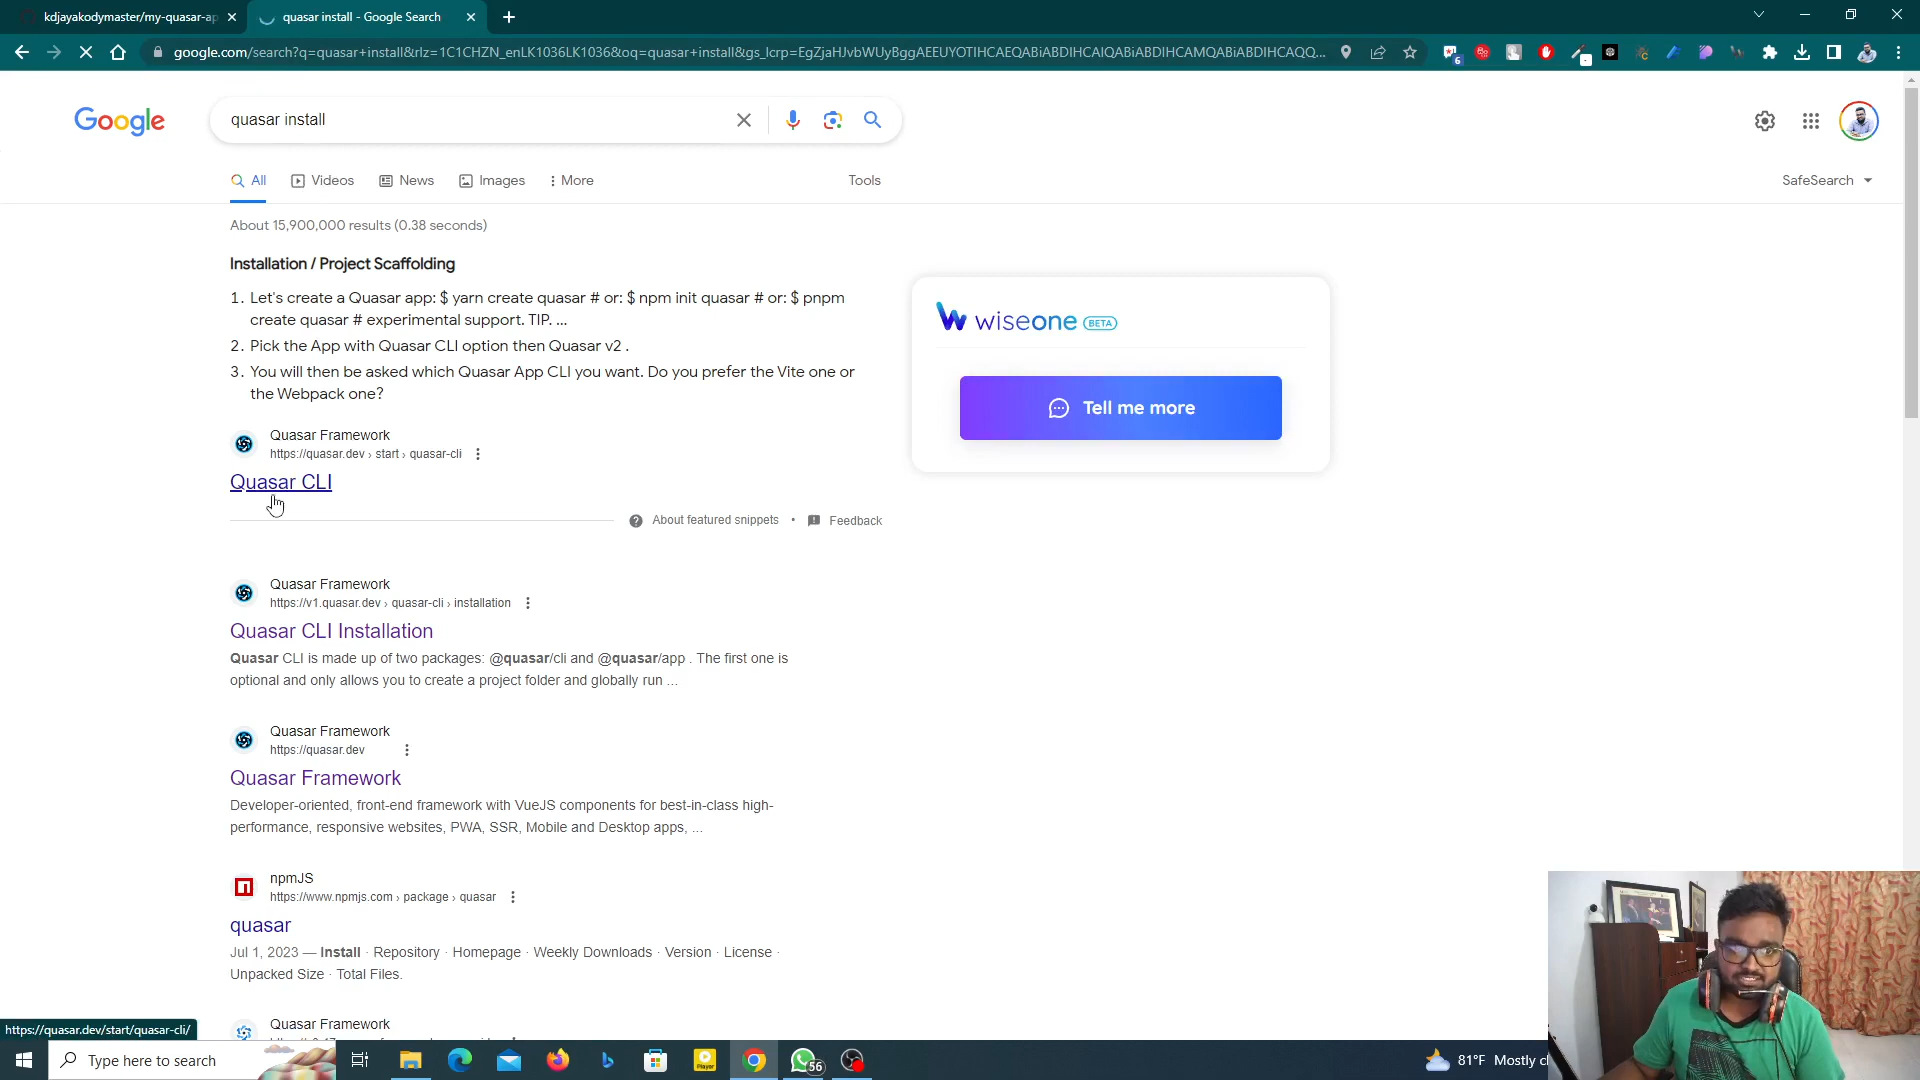 kdjayakodymaster/my-quasar-ap
quasar install - Google Search
google.com/search?q=quasar+install&rlz=1C1CHZN_enLK1036LK1036&oq=quasar+install&gs_lcrp=EgZjaHJvbWUyBggAEEUYOTIHCAEQABiABDIHCAIQABiABDIHCAMQABiABDIHCAQQ...
6
Google
quasar install
All
Videos
News
Images
More
Tools
SafeSearch
About 15,900,000 results (0.38 seconds)
Installation / Project Scaffolding
1. Let's create a Quasar app: $ yarn create quasar # or: $ npm init quasar # or: $ pnpm
create quasar # experimental support. TIP. ...
2. Pick the App with Quasar CLI option then Quasar v2 .
3. You will then be asked which Quasar App CLI you want. Do you prefer the Vite one or
the Webpack one?
wiseone BETA
Tell me more
Quasar Framework
https://quasar.dev › start › quasar-cli
Quasar CLI
About featured snippets • Feedback
Quasar Framework
https://v1.quasar.dev › quasar-cli › installation
Quasar CLI Installation
Quasar CLI is made up of two packages: @quasar/cli and @quasar/app . The first one is
optional and only allows you to create a project folder and globally run ...
Quasar Framework
https://quasar.dev
Quasar Framework
Developer-oriented, front-end framework with VueJS components for best-in-class high-
performance, responsive websites, PWA, SSR, Mobile and Desktop apps, ...
npmJS
https://www.npmjs.com › package › quasar
quasar
Jul 1, 2023 — Install · Repository · Homepage · Weekly Downloads · Version · License ·
Unpacked Size · Total Files.
Quasar Framework
https://quasar.dev/start/quasar-cli/
Type here to search
Player
56
81°F Mostly cl